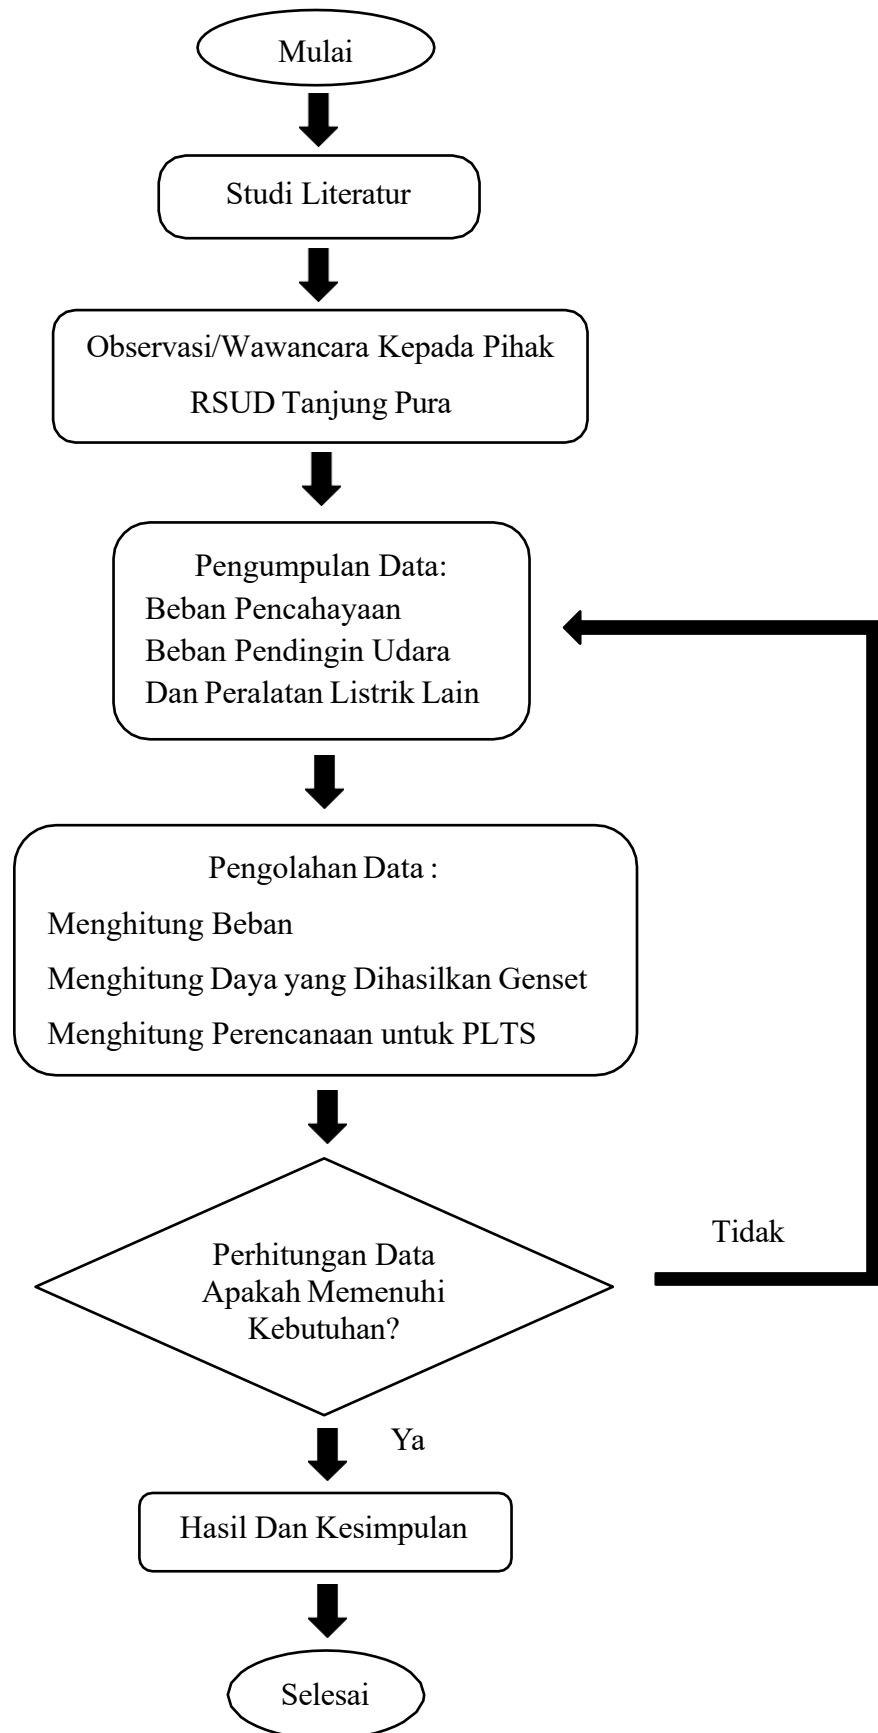 Mulai
Studi Literatur
Observasi/Wawancara Kepada Pihak
RSUD Tanjung Pura
Pengumpulan Data:
Beban Pencahayaan
Beban Pendingin Udara
Dan Peralatan Listrik Lain
Pengolahan Data :
Menghitung Beban
Menghitung Daya yang Dihasilkan Genset
Menghitung Perencanaan untuk PLTS
Tidak
Perhitungan Data
Apakah Memenuhi
Kebutuhan?
Ya
Hasil Dan Kesimpulan
Selesai